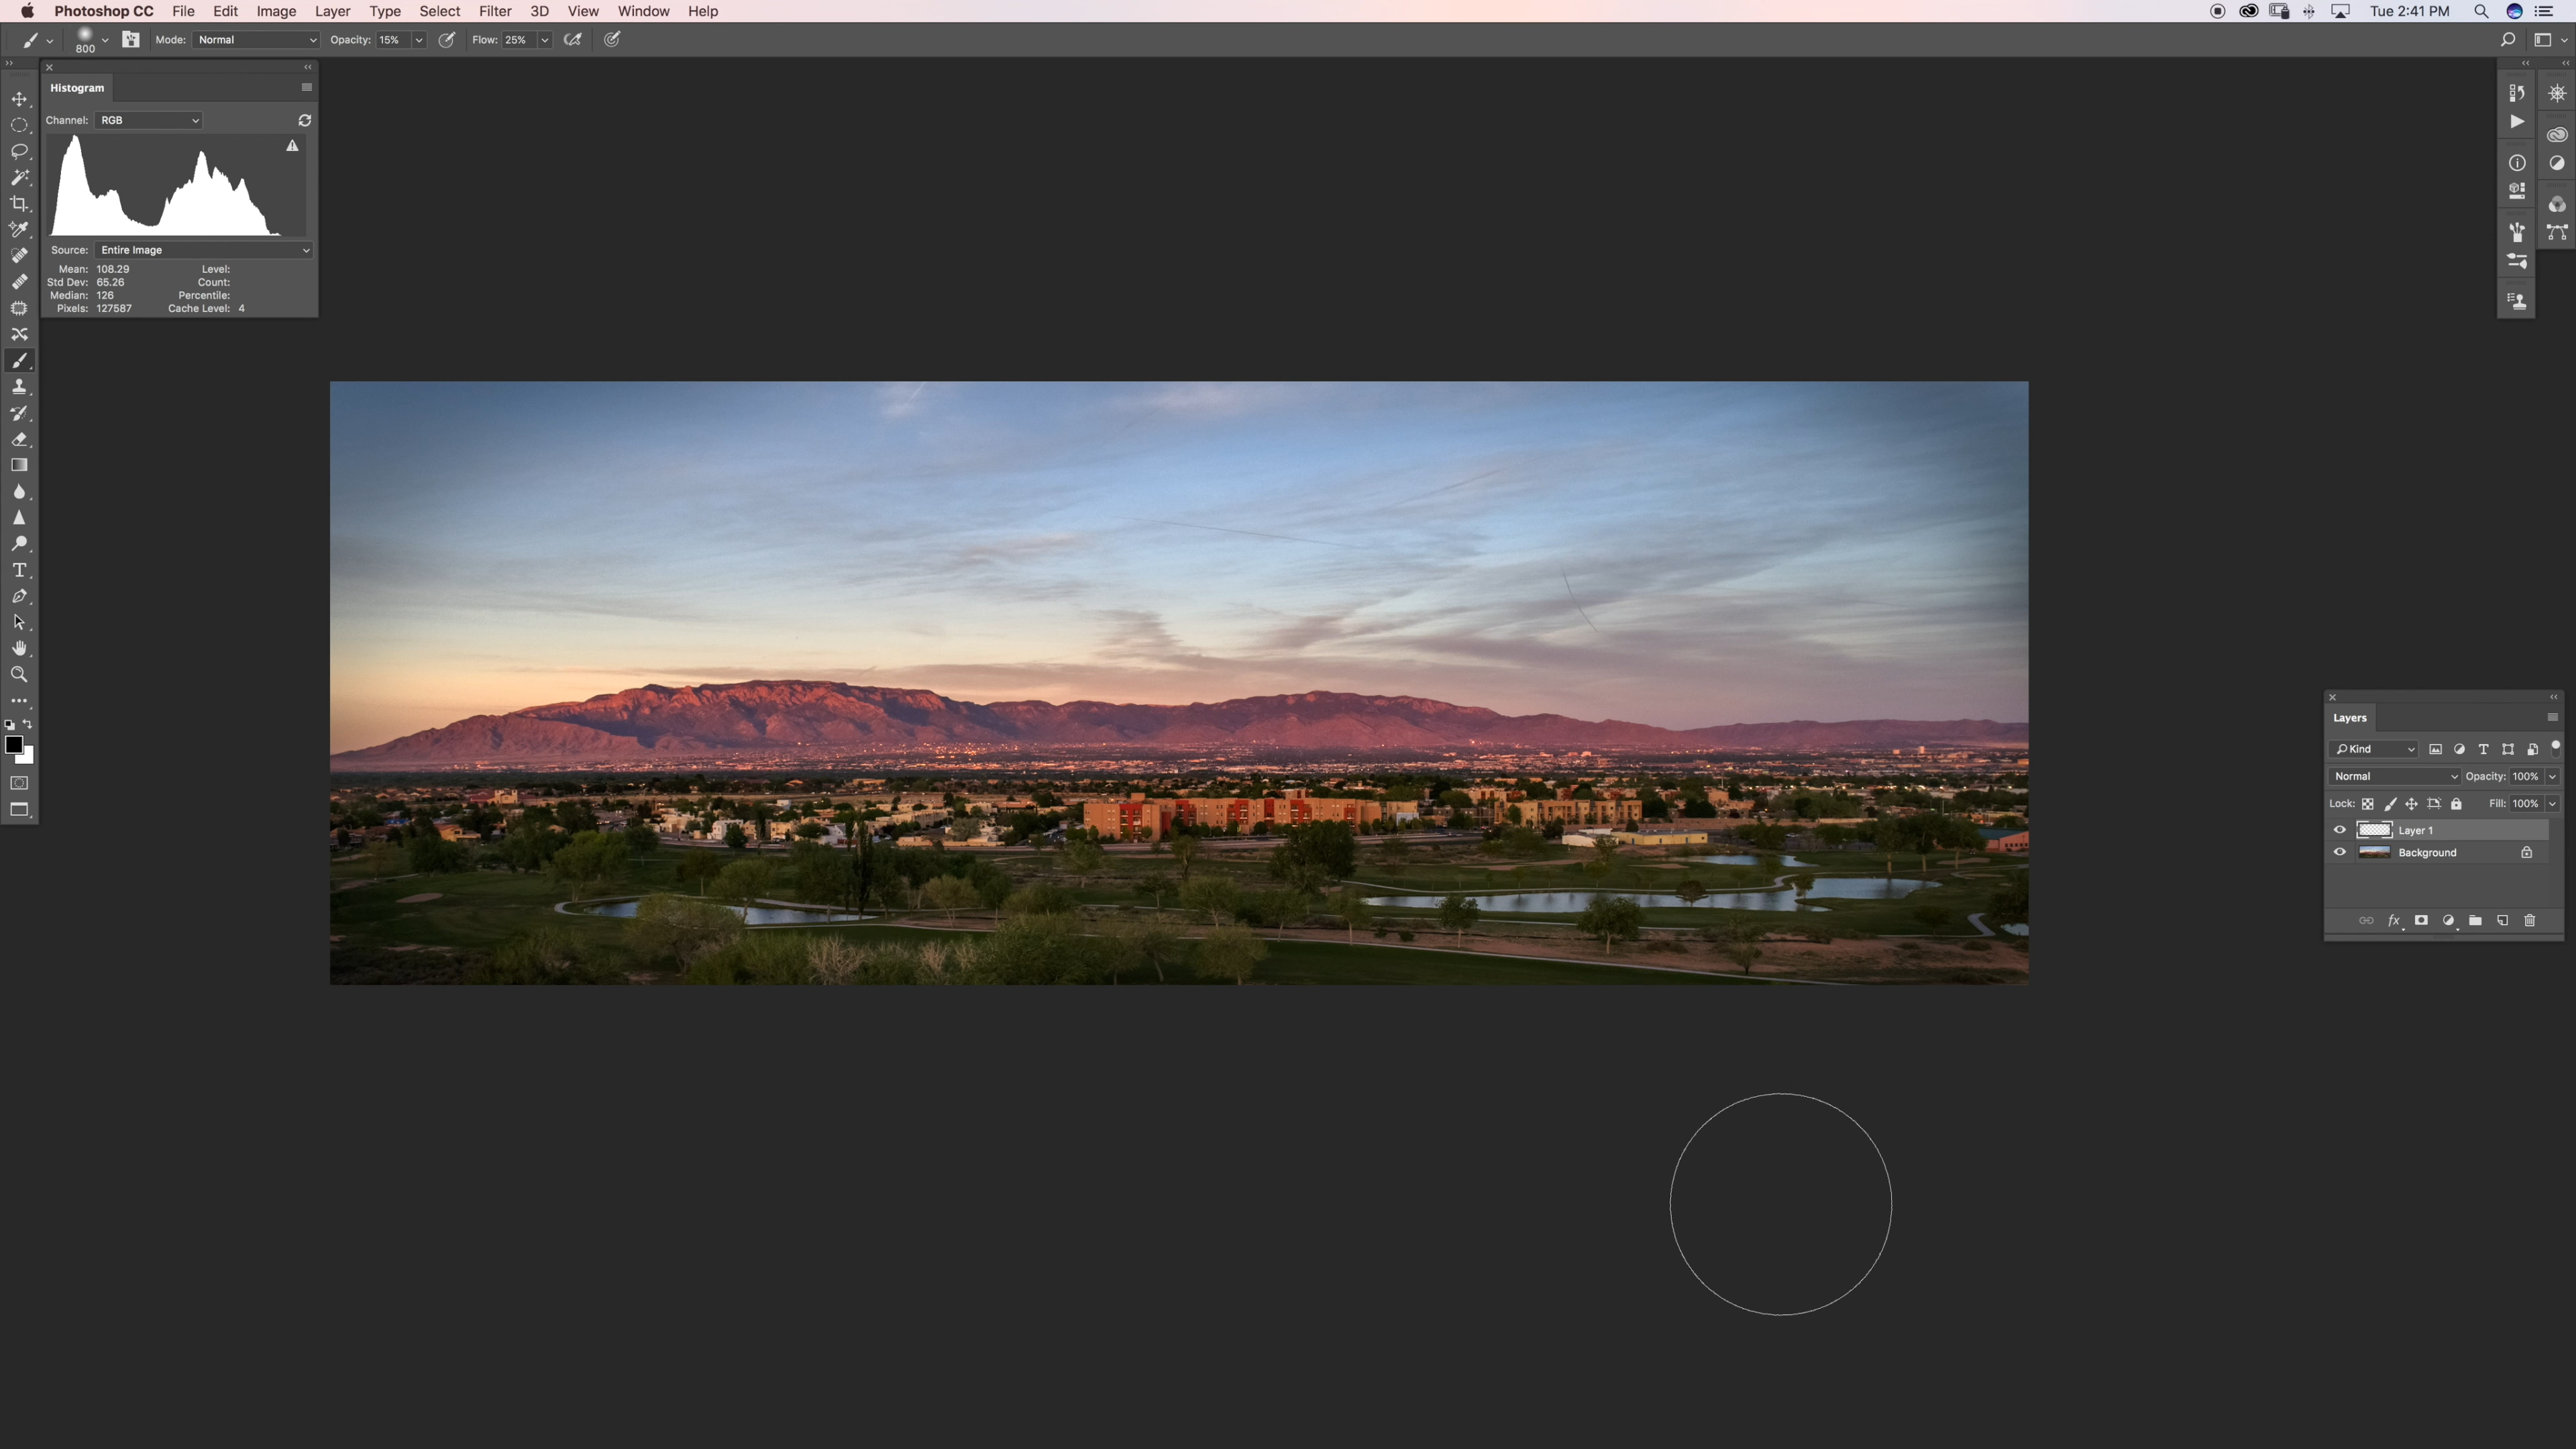 Photoshop CC File Edit Image Layer Type Select Filter 3D View Window Help Tue 2:41 PM
800 Mode: Normal Opacity: 15% Flow: 25%
Histogram
Channel: RGB
Source: Entire Image
Mean: 108.29 Level:
Std Dev: 65.26 Count:
Median: 126 Percentile:
Pixels: 127587 Cache Level: 4
Layers
Kind
Normal Opacity: 100%
Lock: Fill: 100%
Layer 1
Background